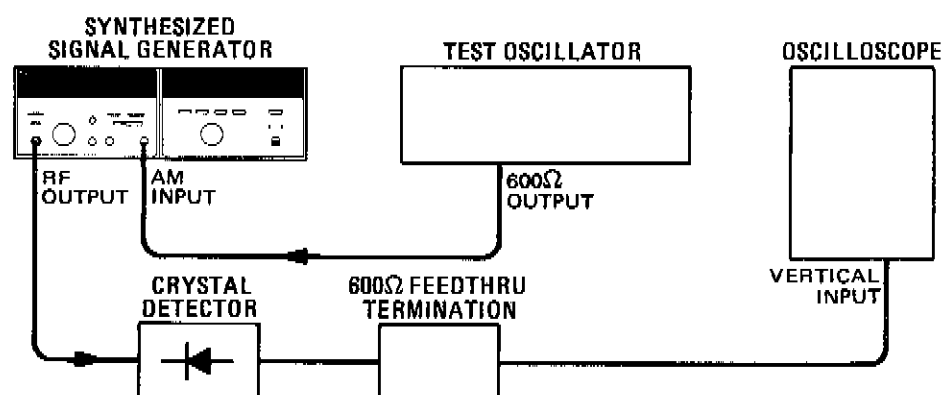 SYNTHESIZED
SIGNAL GENERATOR
TEST OSCILLATOR
OSCILLOSCOPE
RF
OUTPUT
AM
INPUT
600Ω
OUTPUT
VERTICAL
INPUT
CRYSTAL
DETECTOR
600Ω FEEDTHRU
TERMINATION